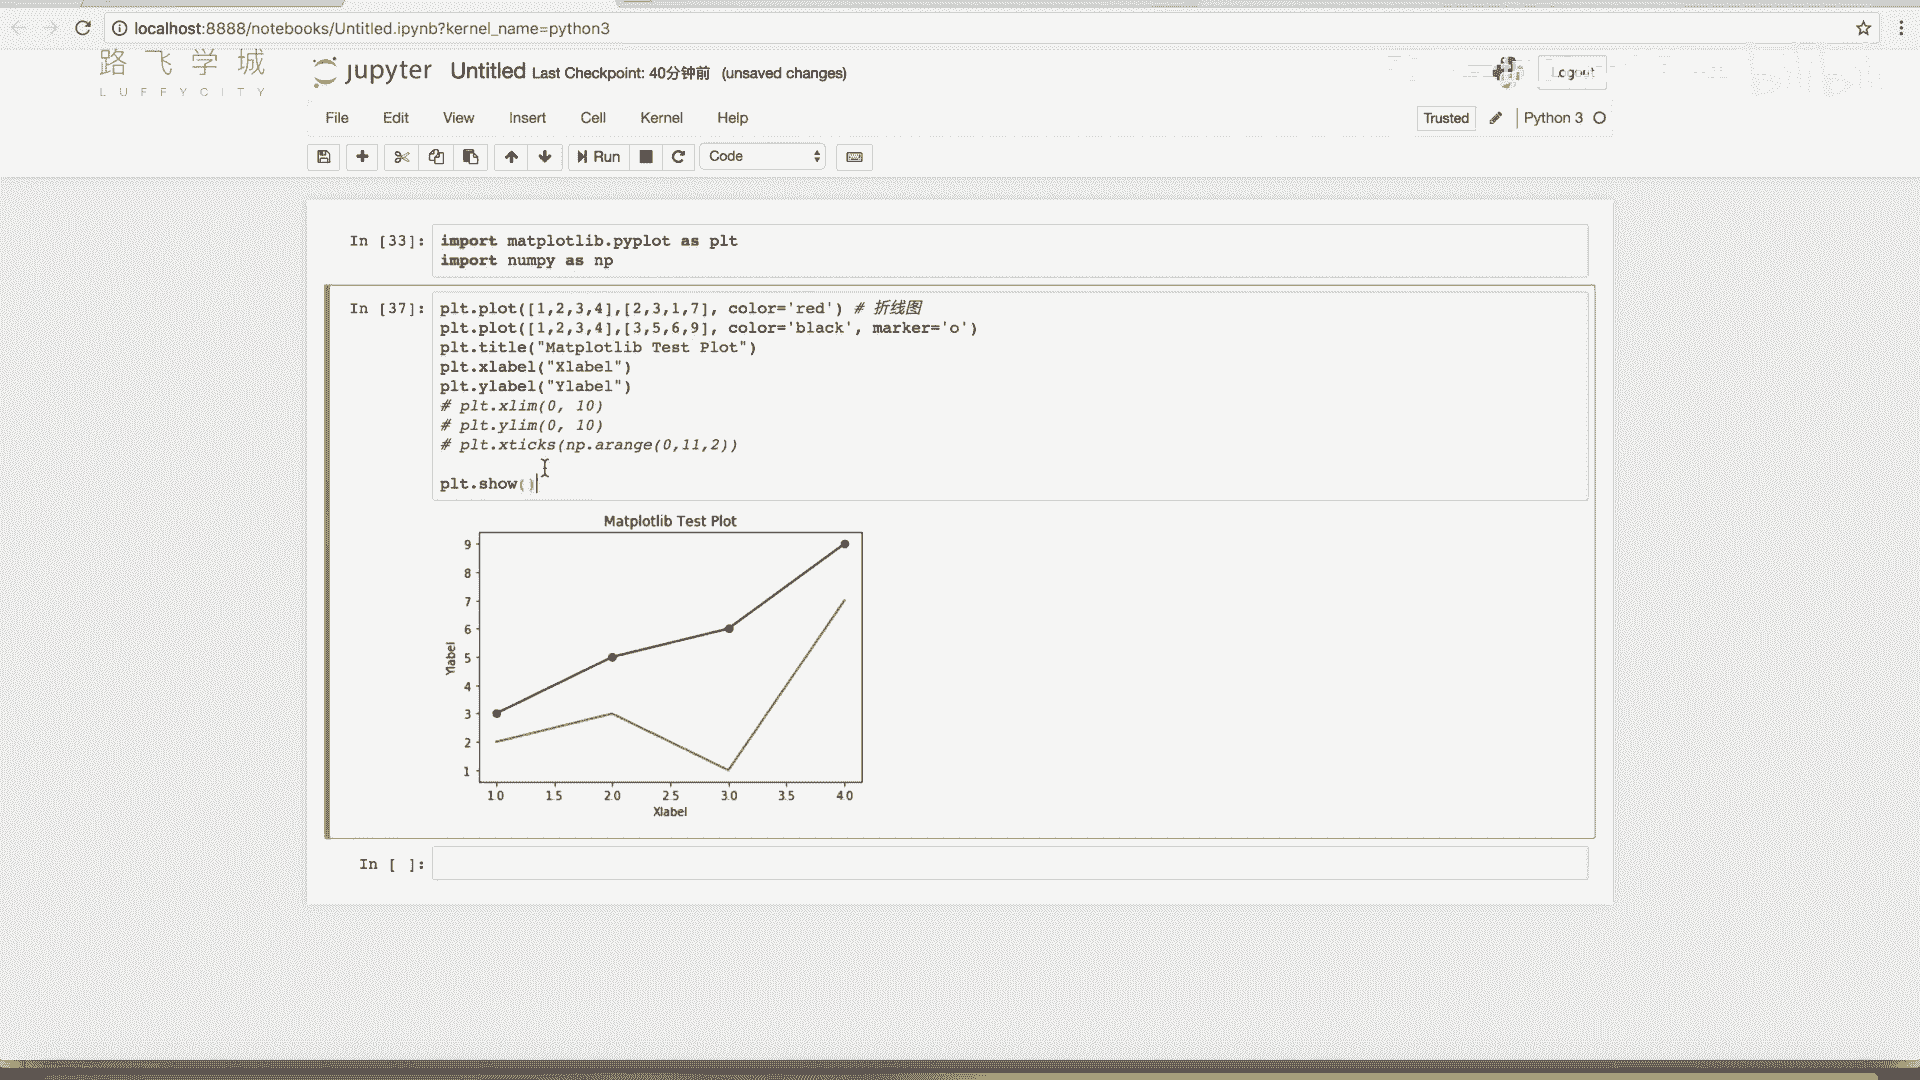 localhost:8888/notebooks/Untitled.ipynb?kernel_name=python3
路飞学城
LUFFYCITY
jupyter Untitled Last Checkpoint: 40分钟前 (unsaved changes)
Logout
File Edit View Insert Cell Kernel Help
Trusted Python 3
Run Code
In [33]: import matplotlib.pyplot as plt
import numpy as np
In [37]: plt.plot([1,2,3,4],[2,3,1,7], color='red') # 折线图
plt.plot([1,2,3,4],[3,5,6,9], color='black', marker='o')
plt.title("Matplotlib Test Plot")
plt.xlabel("Xlabel")
plt.ylabel("Ylabel")
# plt.xlim(0, 10)
# plt.ylim(0, 10)
# plt.xticks(np.arange(0,11,2))
plt.show()
Matplotlib Test Plot
9
8
7
6
5
4
3
2
1
Ylabel
1.0 1.5 2.0 2.5 3.0 3.5 4.0
Xlabel
In [ ]: